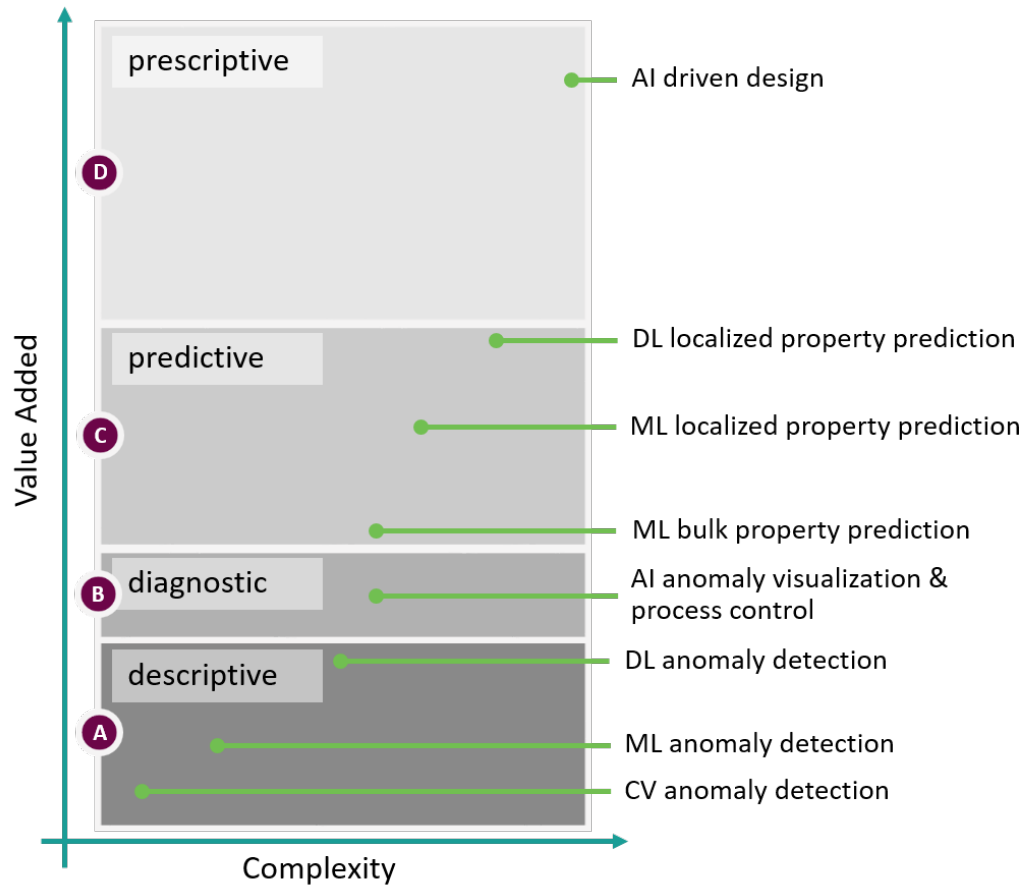 prescriptive
AI driven design
D
DL localized property prediction
predictive
ML localized property prediction
C
ML bulk property prediction
diagnostic
AI anomaly visualization &
process control
B
DL anomaly detection
descriptive
A
ML anomaly detection
CV anomaly detection
Value Added
Complexity